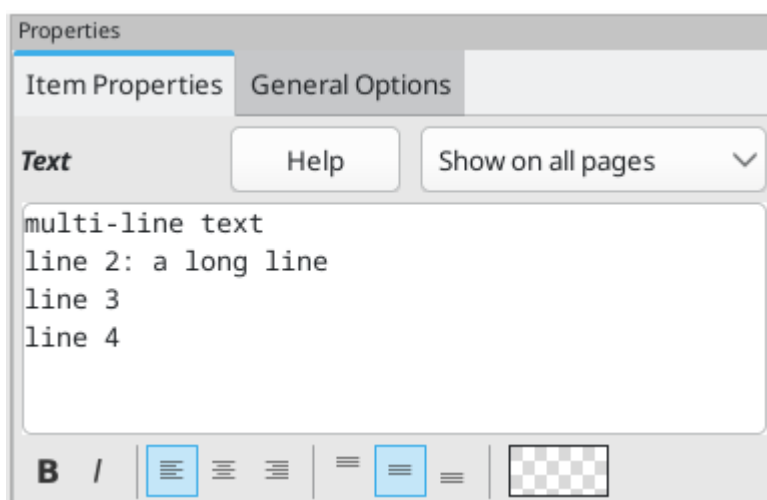 Properties
Item Properties General Options
Text Help Show on all pages
multi-line text
line 2: a long line
line 3
line 4
B I